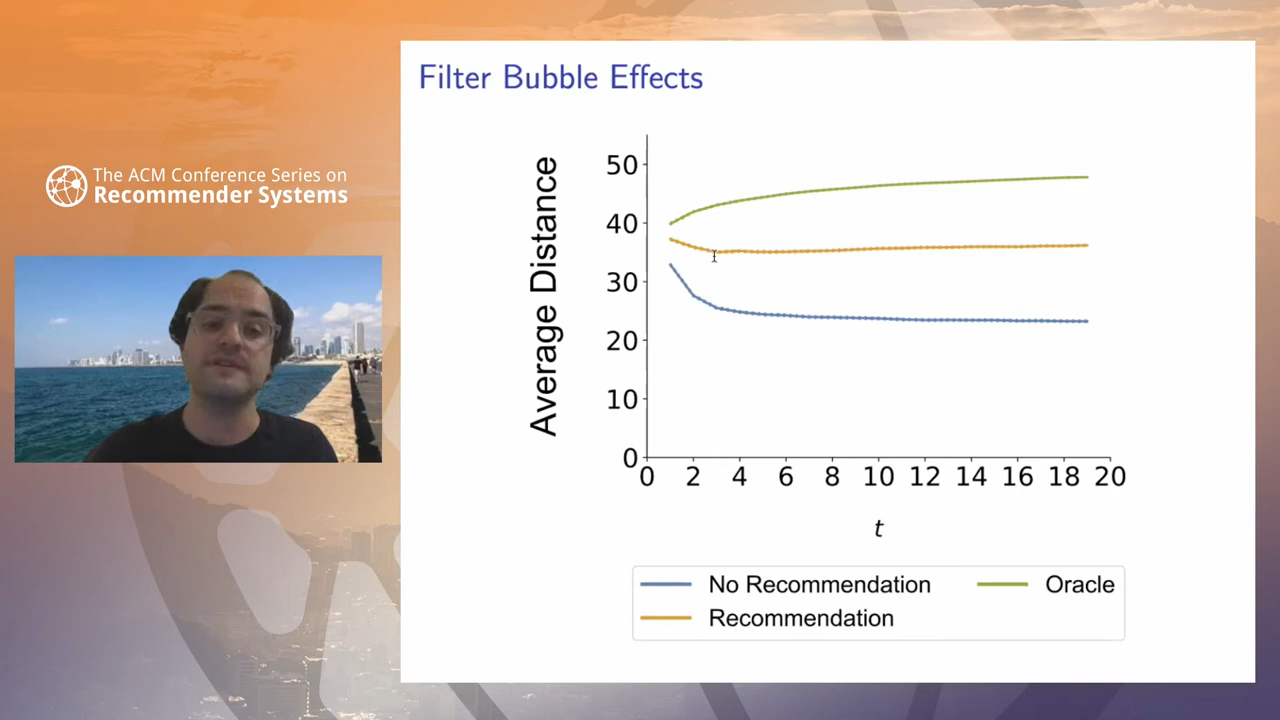 The ACM Conference Series on
Recommender Systems
Filter Bubble Effects
Average Distance
50
40
30
20
10
0
0 2 4 6 8 10 12 14 16 18 20
t
No Recommendation
Oracle
Recommendation